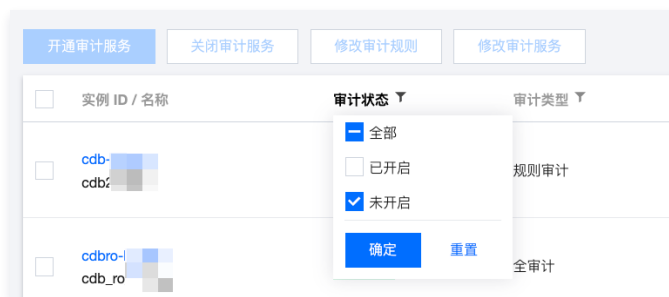 开通审计服务 关闭审计服务 修改审计规则 修改审计服务
实例 ID / 名称 审计状态 审计类型
全部
cdb-
已开启
规则审计
cdb2
未开启
确定 重置
cdbro-
全审计
cdb_ro